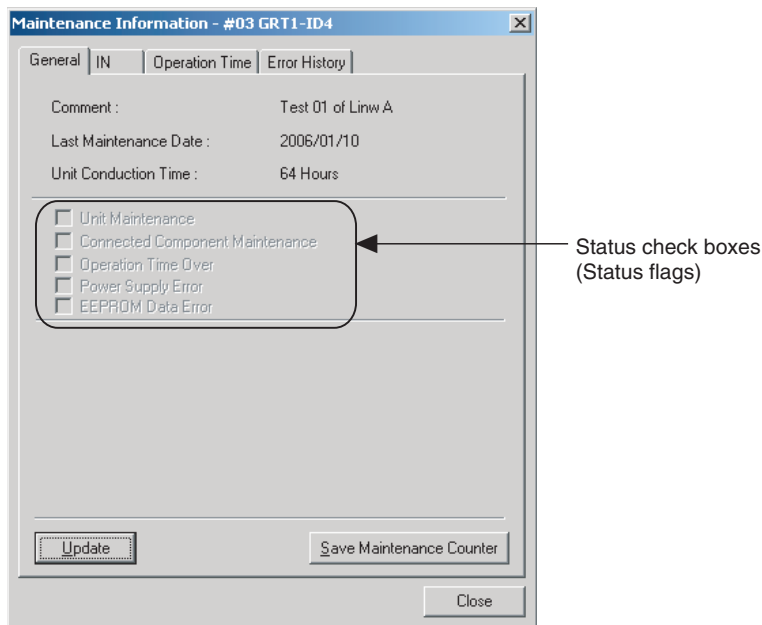 Maintenance Information - #03 GRT1-ID4
General IN Operation Time Error History
Comment : Test 01 of Linw A
Last Maintenance Date : 2006/01/10
Unit Conduction Time : 64 Hours
Unit Maintenance
Connected Component Maintenance
Operation Time Over
Power Supply Error
EEPROM Data Error
Status check boxes
(Status flags)
Update Save Maintenance Counter
Close